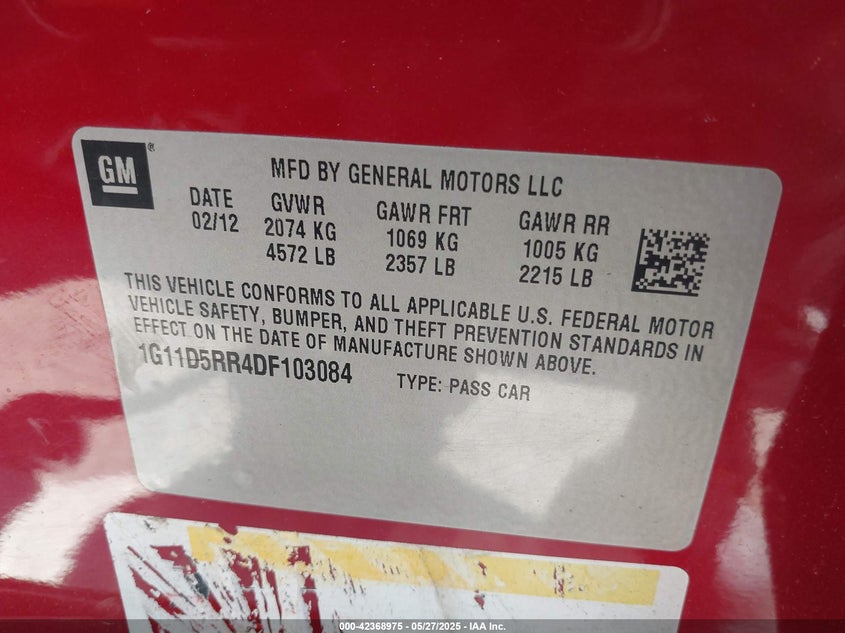 GM
®
MFD BY GENERAL MOTORS LLC
DATE GVWR GAWR FRT GAWR RR
02/12 2074 KG 1069 KG 1005 KG
4572 LB 2357 LB 2215 LB
THIS VEHICLE CONFORMS TO ALL APPLICABLE U.S. FEDERAL MOTOR
VEHICLE SAFETY, BUMPER, AND THEFT PREVENTION STANDARDS IN
EFFECT ON THE DATE OF MANUFACTURE SHOWN ABOVE.
1G11D5RR4DF103084 TYPE: PASS CAR
000-42368975 — 05/27/2025 — IAA Inc.